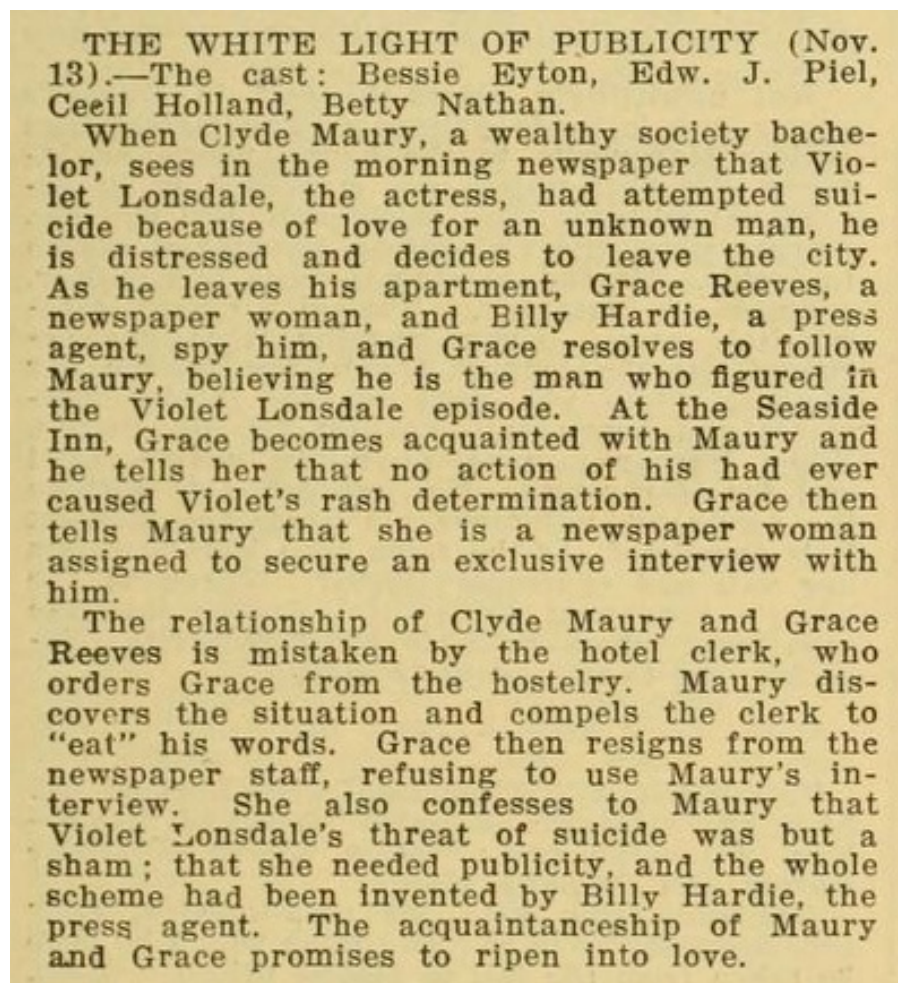 THE WHITE LIGHT OF PUBLICITY (Nov.
13).—The cast: Bessie Eyton, Edw. J. Piel,
Cecil Holland, Betty Nathan.
When Clyde Maury, a wealthy society bache-
lor, sees in the morning newspaper that Vio-
let Lonsdale, the actress, had attempted sui-
cide because of love for an unknown man, he
is distressed and decides to leave the city.
As he leaves his apartment, Grace Reeves, a
newspaper woman, and Billy Hardie, a press
agent, spy him, and Grace resolves to follow
Maury, believing he is the man who figured in
the Violet Lonsdale episode. At the Seaside
Inn, Grace becomes acquainted with Maury and
he tells her that no action of his had ever
caused Violet's rash determination. Grace then
tells Maury that she is a newspaper woman
assigned to secure an exclusive interview with
him.
The relationship of Clyde Maury and Grace
Reeves is mistaken by the hotel clerk, who
orders Grace from the hostelry. Maury dis-
covers the situation and compels the clerk to
"eat" his words. Grace then resigns from the
newspaper staff, refusing to use Maury's in-
terview. She also confesses to Maury that
Violet Lonsdale's threat of suicide was but a
sham; that she needed publicity, and the whole
scheme had been invented by Billy Hardie, the
press agent. The acquaintanceship of Maury
and Grace promises to ripen into love.